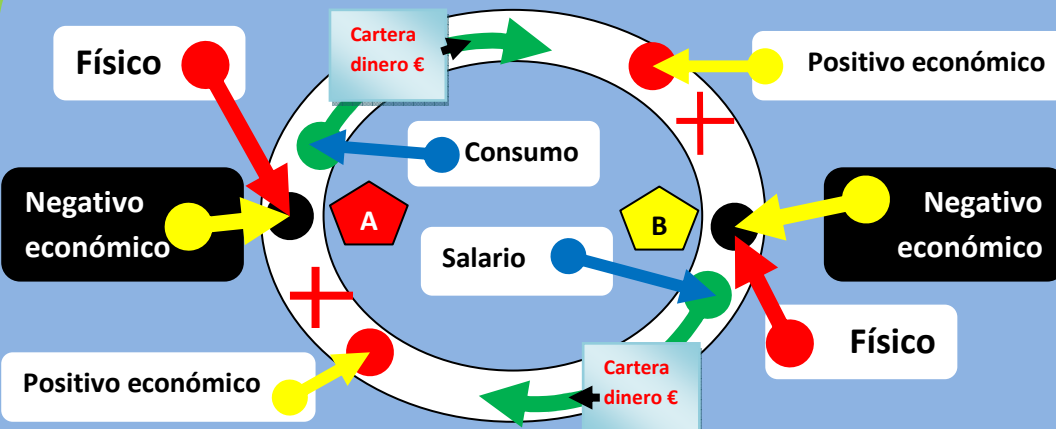 Cartera
dinero €
Físico
Positivo económico
Consumo
Negativo
económico
A
B
Negativo
económico
Salario
Físico
Positivo económico
Cartera
dinero €